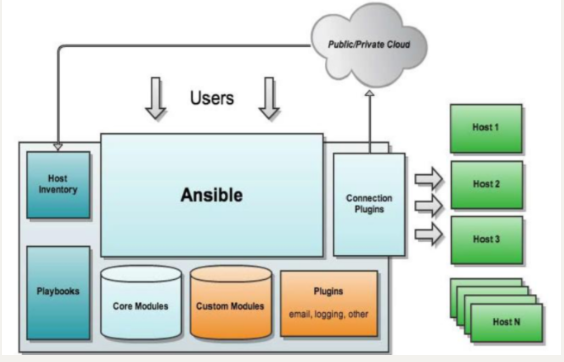 Public/Private Cloud
Users
Host
Inventory
Ansible
Connection
Plugins
Host 1
Host 2
Host 3
Host N
Playbooks
Core Modules
Custom Modules
Plugins
email, logging, other